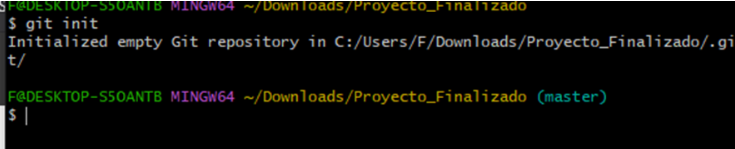 F@DESKTOP-S5OANTB MINGW64 ~/Downloads/Proyecto_Finalizado
$ git init
Initialized empty Git repository in C:/Users/F/Downloads/Proyecto_Finalizado/.gi
t/
F@DESKTOP-S5OANTB MINGW64 ~/Downloads/Proyecto_Finalizado (master)
$